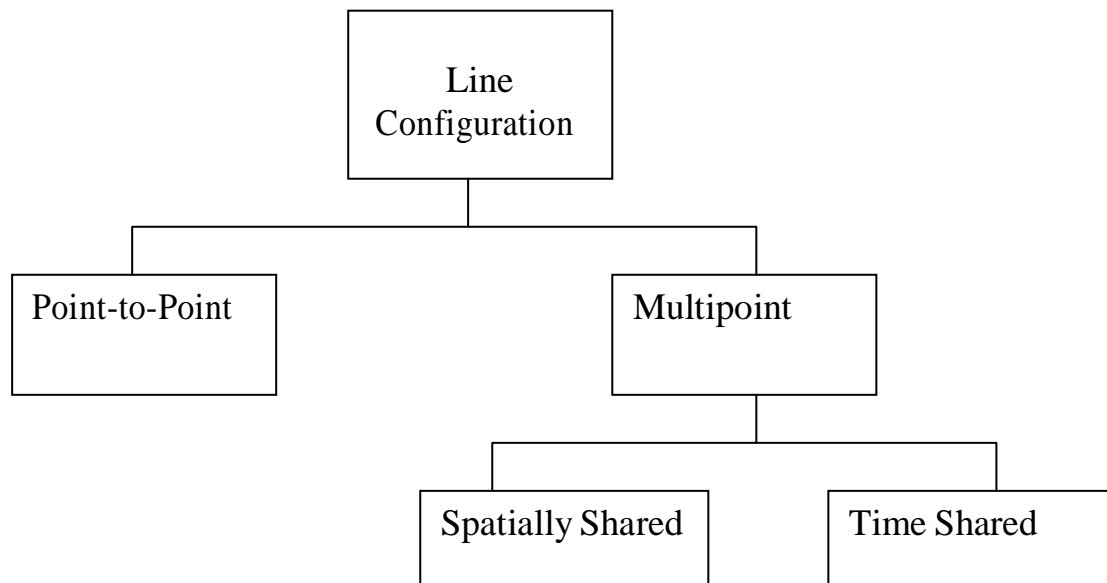 Line
Configuration
Point-to-Point
Multipoint
Spatially Shared
Time Shared